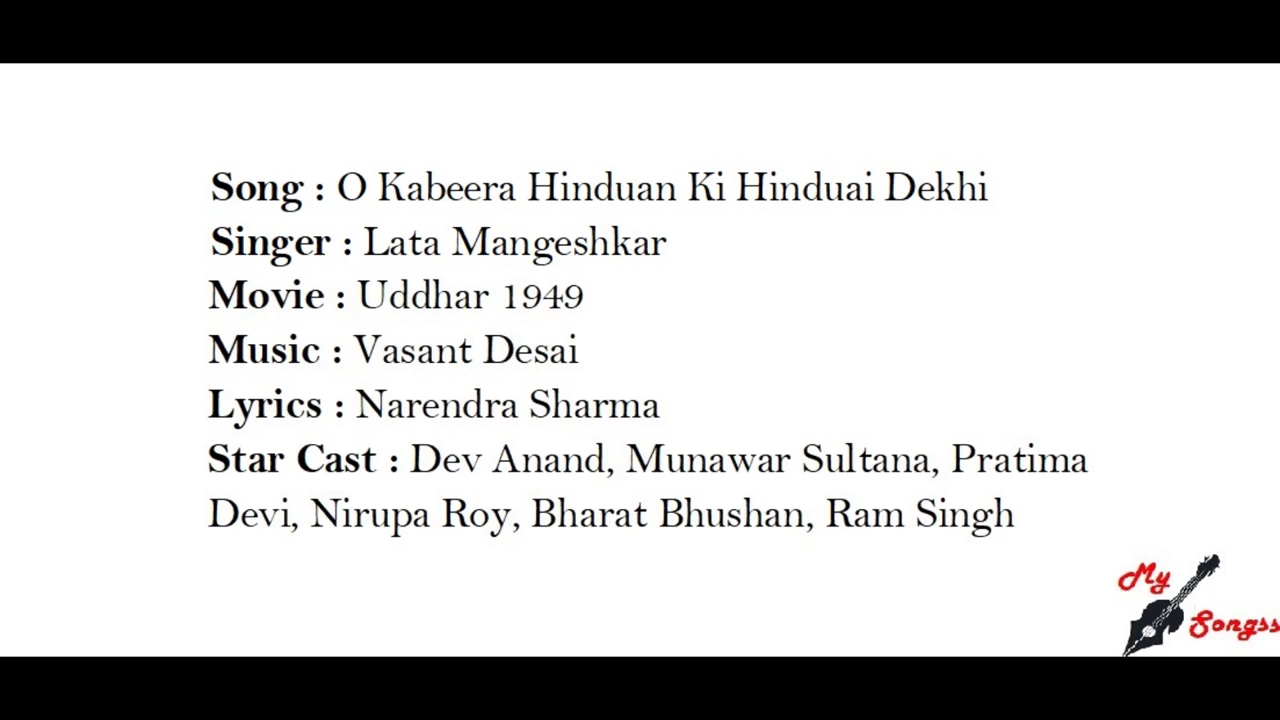 Song : O Kabeera Hinduan Ki Hinduai Dekhi
Singer : Lata Mangeshkar
Movie : Uddhar 1949
Music : Vasant Desai
Lyrics : Narendra Sharma
Star Cast : Dev Anand, Munawar Sultana, Pratima
Devi, Nirupa Roy, Bharat Bhushan, Ram Singh
My
Songss